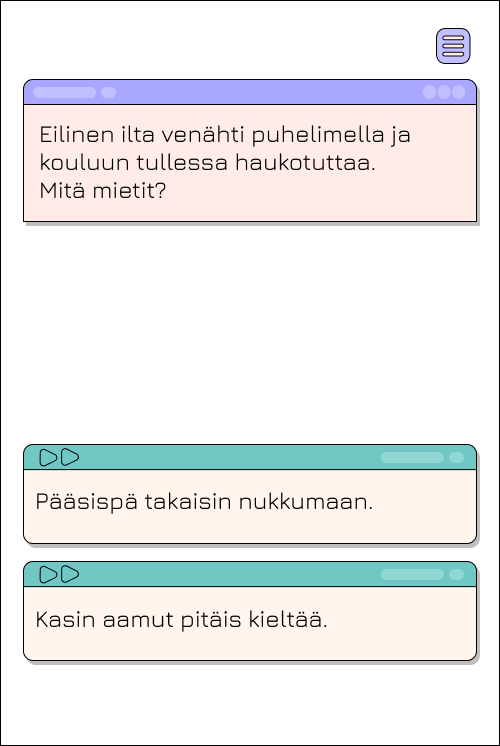 Eilinen ilta venähti puhelimella ja
kouluun tullessa haukotuttaa.
Mitä mietit?
Pääsispä takaisin nukkumaan.
Kasin aamut pitäis kieltää.